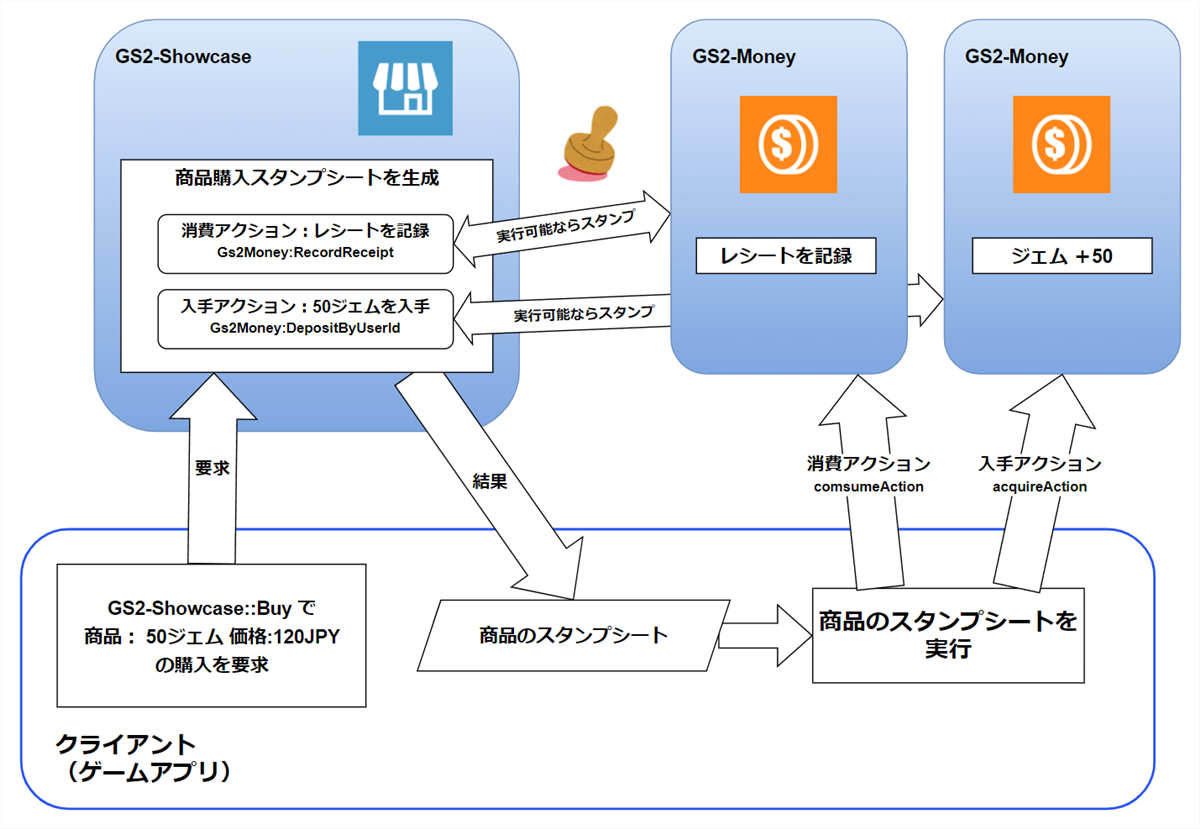 GS2-Showcase
商品購入スタンプシートを生成
消費アクション：レシートを記録
Gs2Money:RecordReceipt
入手アクション：50ジェムを入手
Gs2Money:DepositByUserId
実行可能ならスタンプ
実行可能ならスタンプ
GS2-Money
$
レシートを記録
GS2-Money
$
ジェム ＋50
要求
結果
消費アクション
comsumeAction
入手アクション
acquireAction
GS2-Showcase::Buy で
商品： 50ジェム 価格:120JPY
の購入を要求
商品のスタンプシート
商品のスタンプシートを
実行
クライアント
（ゲームアプリ）